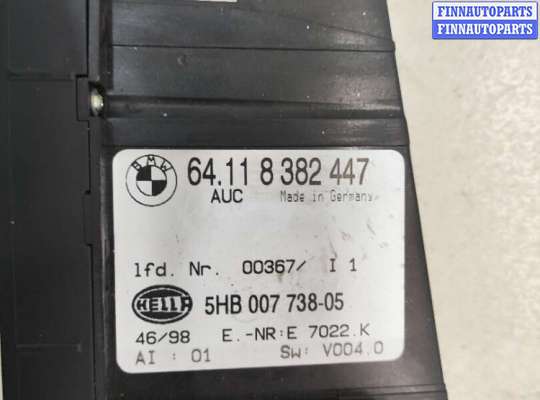 FINNAUTOPARTS
FINNAUTOPARTS
BMW
64.11 8 382 447
AUC Made in Germany
lfd. Nr. 00367/ I 1
HELLA 5HB 007 738-05
46/98 E.-NR:E 7022.K
AI : 01 SW: V004.0